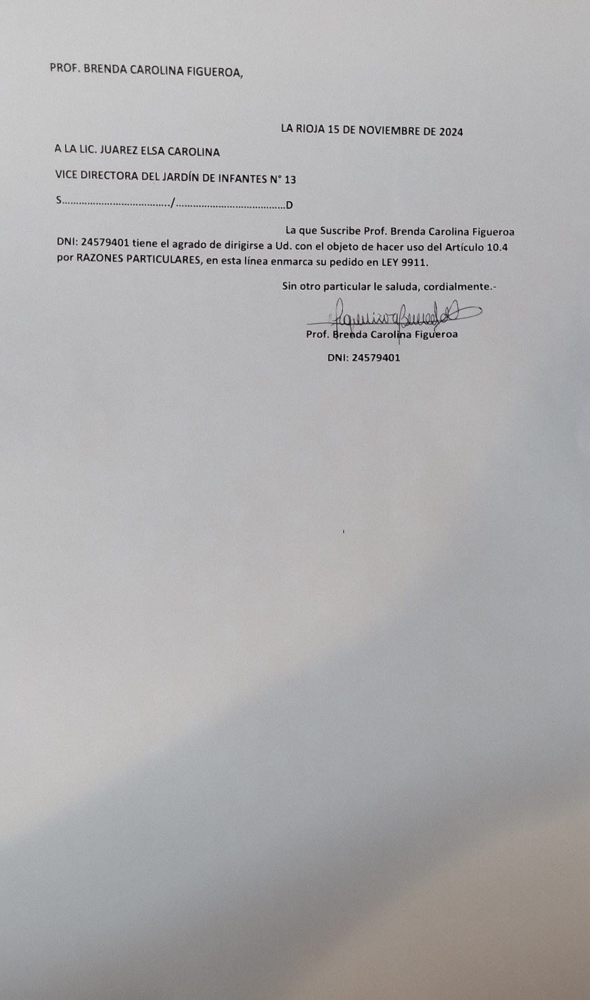 PROF. BRENDA CAROLINA FIGUEROA,
LA RIOJA 15 DE NOVIEMBRE DE 2024
A LA LIC. JUAREZ ELSA CAROLINA
VICE DIRECTORA DEL JARDÍN DE INFANTES N° 13
S....................................../.......................................D
La que Suscribe Prof. Brenda Carolina Figueroa
DNI: 24579401 tiene el agrado de dirigirse a Ud. con el objeto de hacer uso del Artículo 10.4
por RAZONES PARTICULARES, en esta línea enmarca su pedido en LEY 9911.
Sin otro particular le saluda, cordialmente.-
Prof. Brenda Carolina Figueroa
DNI: 24579401